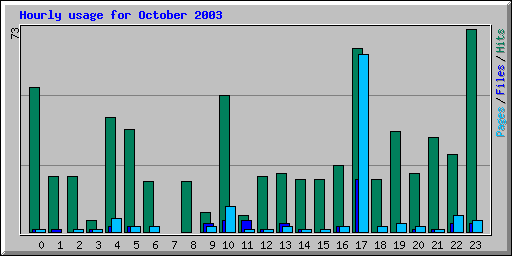 Hourly usage for October 2003
73
Pages/Files/Hits
0 1 2 3 4 5 6 7 8 9 10 11 12 13 14 15 16 17 18 19 20 21 22 23